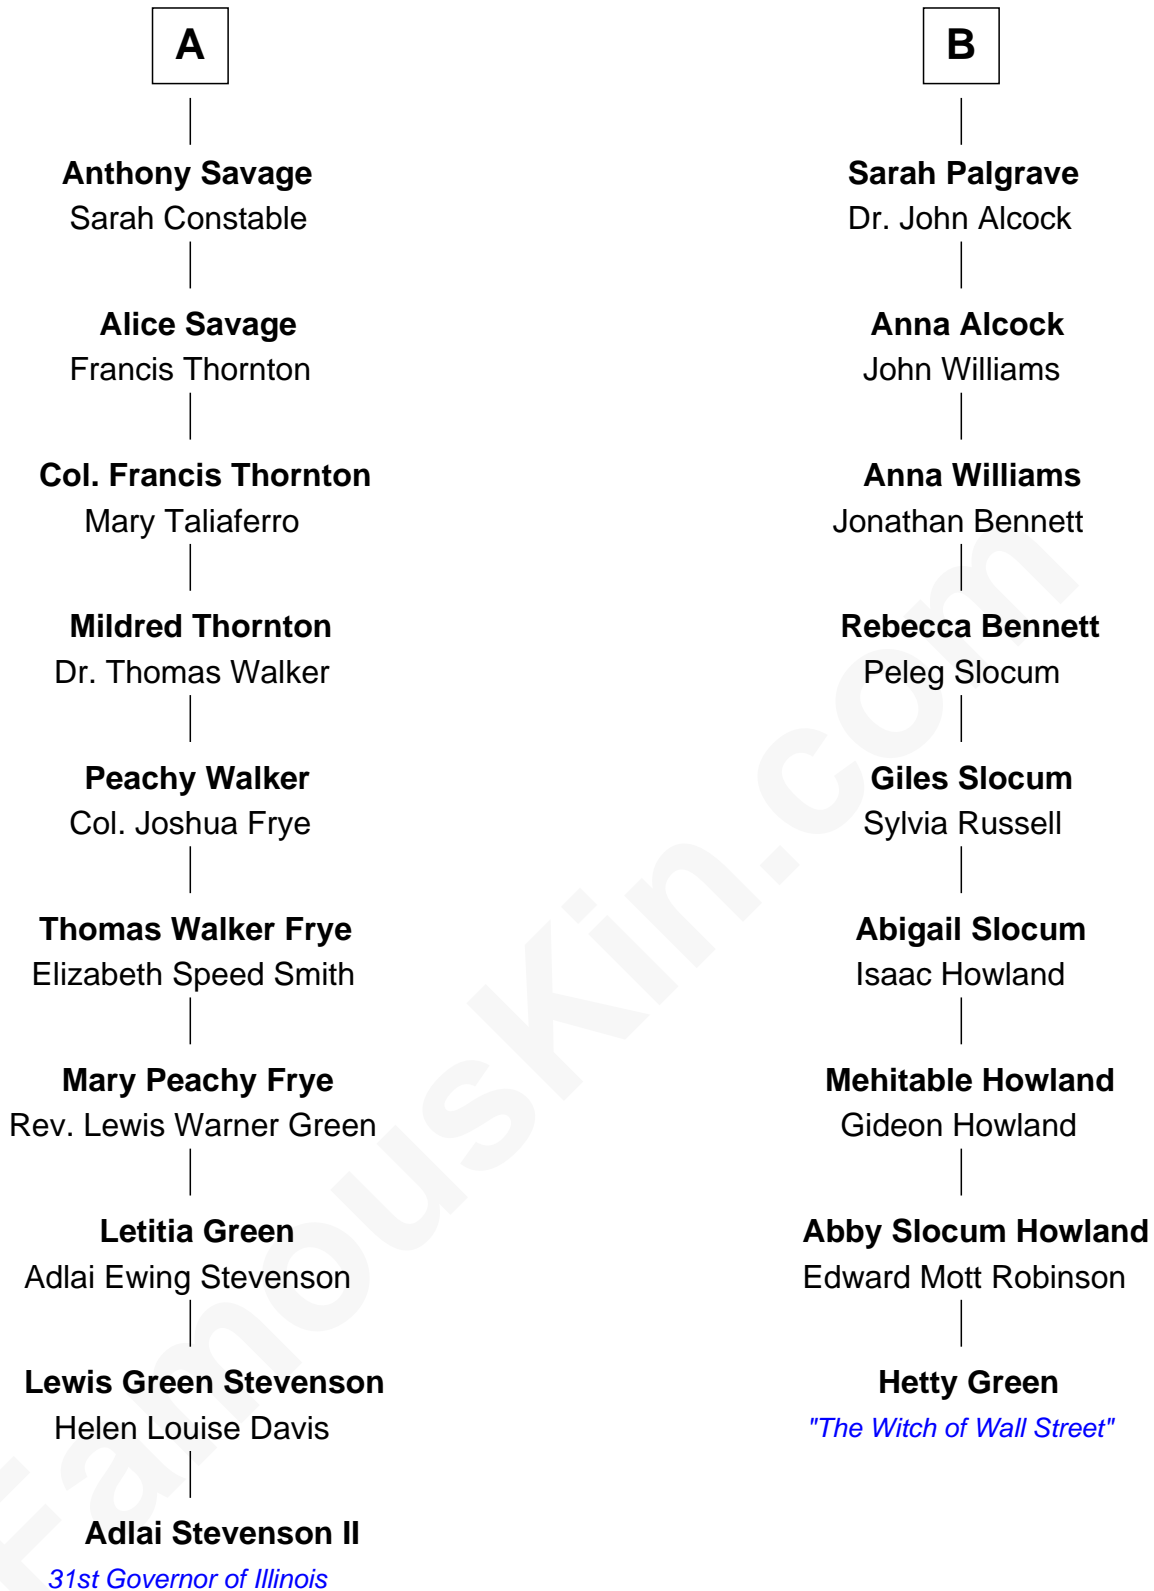 A
Anthony Savage
Sarah Constable
Alice Savage
Francis Thornton
Col. Francis Thornton
Mary Taliaferro
Mildred Thornton
Dr. Thomas Walker
Peachy Walker
Col. Joshua Frye
Thomas Walker Frye
Elizabeth Speed Smith
Mary Peachy Frye
Rev. Lewis Warner Green
Letitia Green
Adlai Ewing Stevenson
Lewis Green Stevenson
Helen Louise Davis
Adlai Stevenson II
31st Governor of Illinois
B
Sarah Palgrave
Dr. John Alcock
Anna Alcock
John Williams
Anna Williams
Jonathan Bennett
Rebecca Bennett
Peleg Slocum
Giles Slocum
Sylvia Russell
Abigail Slocum
Isaac Howland
Mehitable Howland
Gideon Howland
Abby Slocum Howland
Edward Mott Robinson
Hetty Green
"The Witch of Wall Street"
FamousKin.com